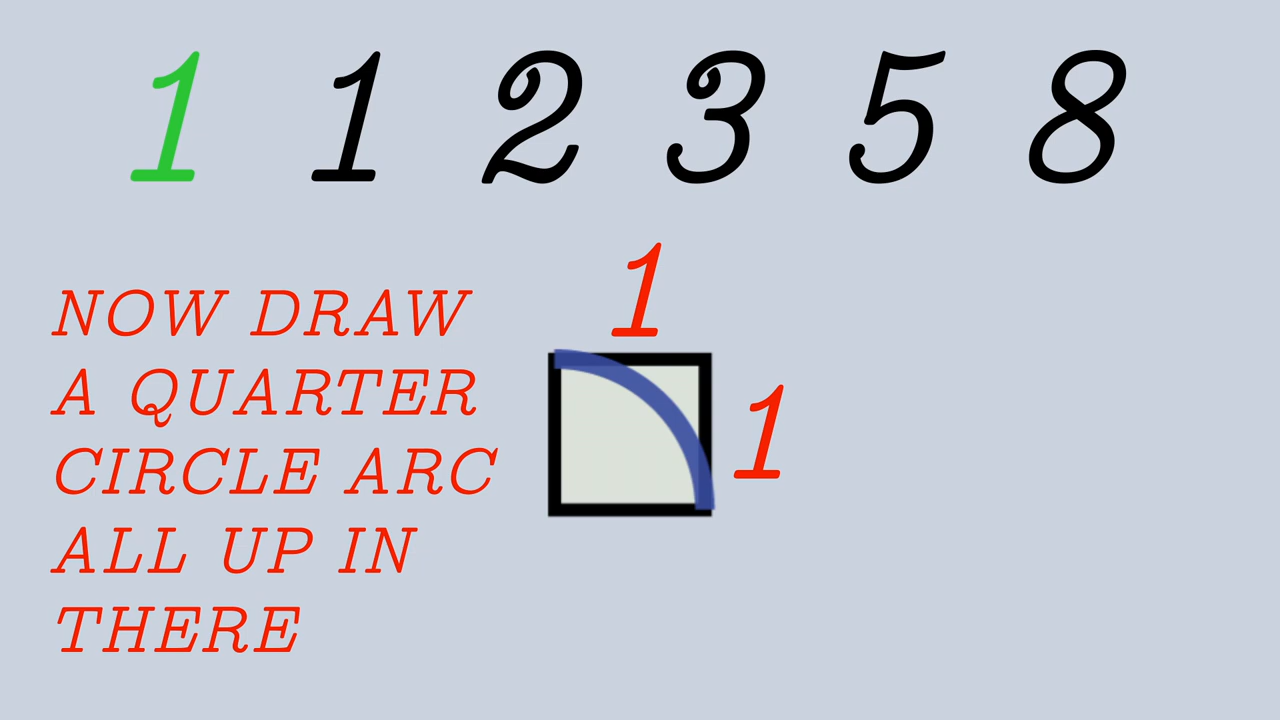 1 1 2 3 5 8
1
1
NOW DRAW
A QUARTER
CIRCLE ARC
ALL UP IN
THERE